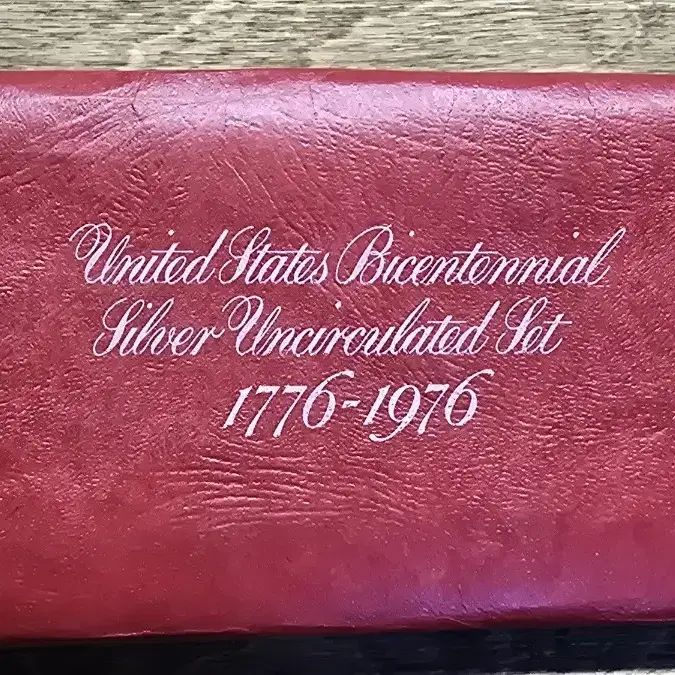 United States Bicentennial
Silver Uncirculated Set
1776-1976